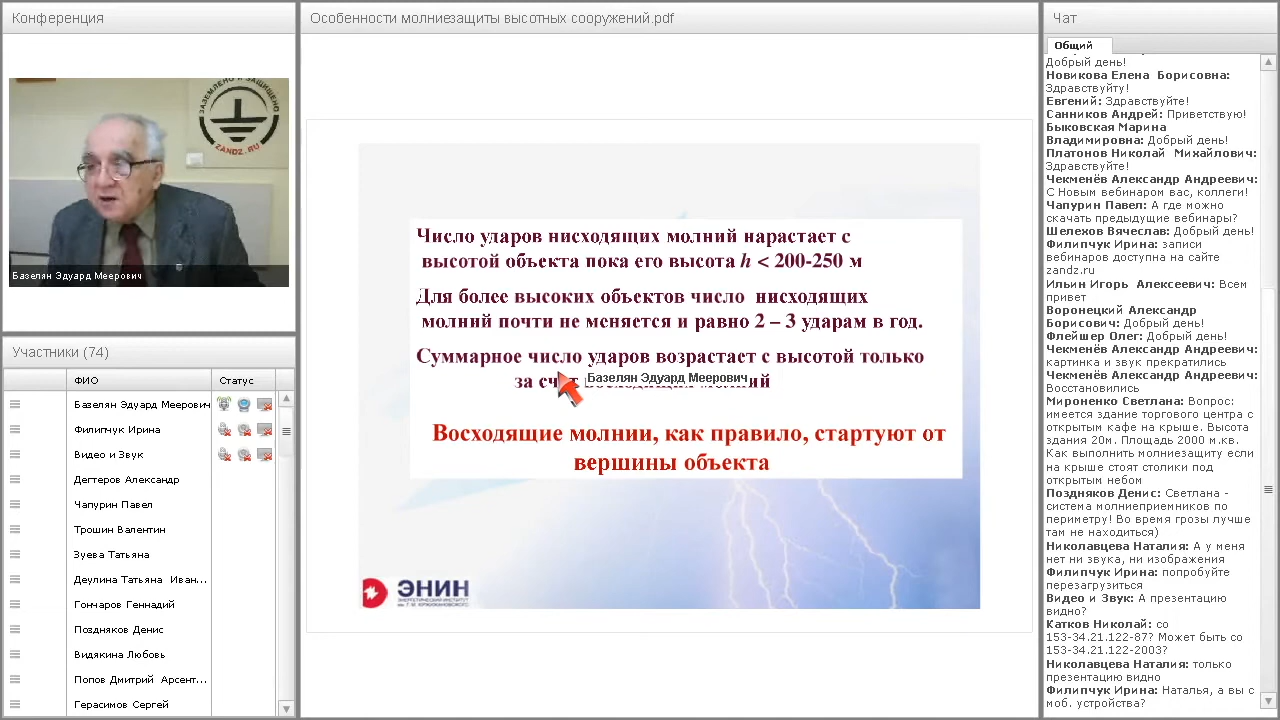 Конференция
ЗАЗЕМЛЕНО И ЗАЩИЩЕНО
ZANDZ.RU
Базелян Эдуард Меерович
Участники (74)
ФИО
Статус
Базелян Эдуард Меерович
Филипчук Ирина
Видео и Звук
Дегтеров Александр
Чапурин Павел
Трошин Валентин
Зуева Татьяна
Деулина Татьяна Иван...
Гончаров Геннадий
Поздняков Денис
Видякина Любовь
Попов Дмитрий Арсент...
Герасимов Сергей
Особенности молниезащиты высотных сооружений.pdf
Число ударов нисходящих молний нарастает с
высотой объекта пока его высота h < 200-250 м
Для более высоких объектов число нисходящих
молний почти не меняется и равно 2 – 3 ударам в год.
Суммарное число ударов возрастает с высотой только
за счет
Базелян Эдуард Меерович
Восходящие молнии, как правило, стартуют от
вершины объекта
ЭНИН
Чат
Общий
Добрый день!
Новикова Елена Борисовна:
Здравствуйту!
Евгений: Здравствуйте!
Санников Андрей: Приветствую!
Быковская Марина
Владимировна: Добрый день!
Платонов Николай Михайлович:
Здравствуйте!
Чекменёв Александр Андреевич:
С Новым вебинаром вас, коллеги!
Чапурин Павел: А где можно
скачать предыдущие вебинары?
Шелехов Вячеслав: Добрый день!
Филипчук Ирина: записи
вебинаров доступна на сайте
zandz.ru
Ильин Игорь Алексеевич: Всем
привет
Воронецкий Александр
Борисович: Добрый день!
Флейшер Олег: Добрый день!
Чекменёв Александр Андреевич:
картинка и звук прекратились
Чекменёв Александр Андреевич:
Восстановились
Мироненко Светлана: Вопрос:
имеется здание торгового центра с
открытым кафе на крыше. Высота
здания 20м. Площадь 2000 м.кв.
Как выполнить молниезащиту если
на крыше стоят столики под
открытым небом
Поздняков Денис: Светлана -
система молниеприемников по
периметру! Во время грозы лучше
там не находиться)
Николавцева Наталия: А у меня
нет ни звука, ни изображения
Филипчук Ирина: попробуйте
перезагрузиться
Видео и Звук: А презентацию
видно?
Катков Николай: со
153-34.21.122-87? Может быть со
153-34.21.122-2003?
Николавцева Наталия: только
презентацию видно
Филипчук Ирина: Наталья, а вы с
моб. устройства?